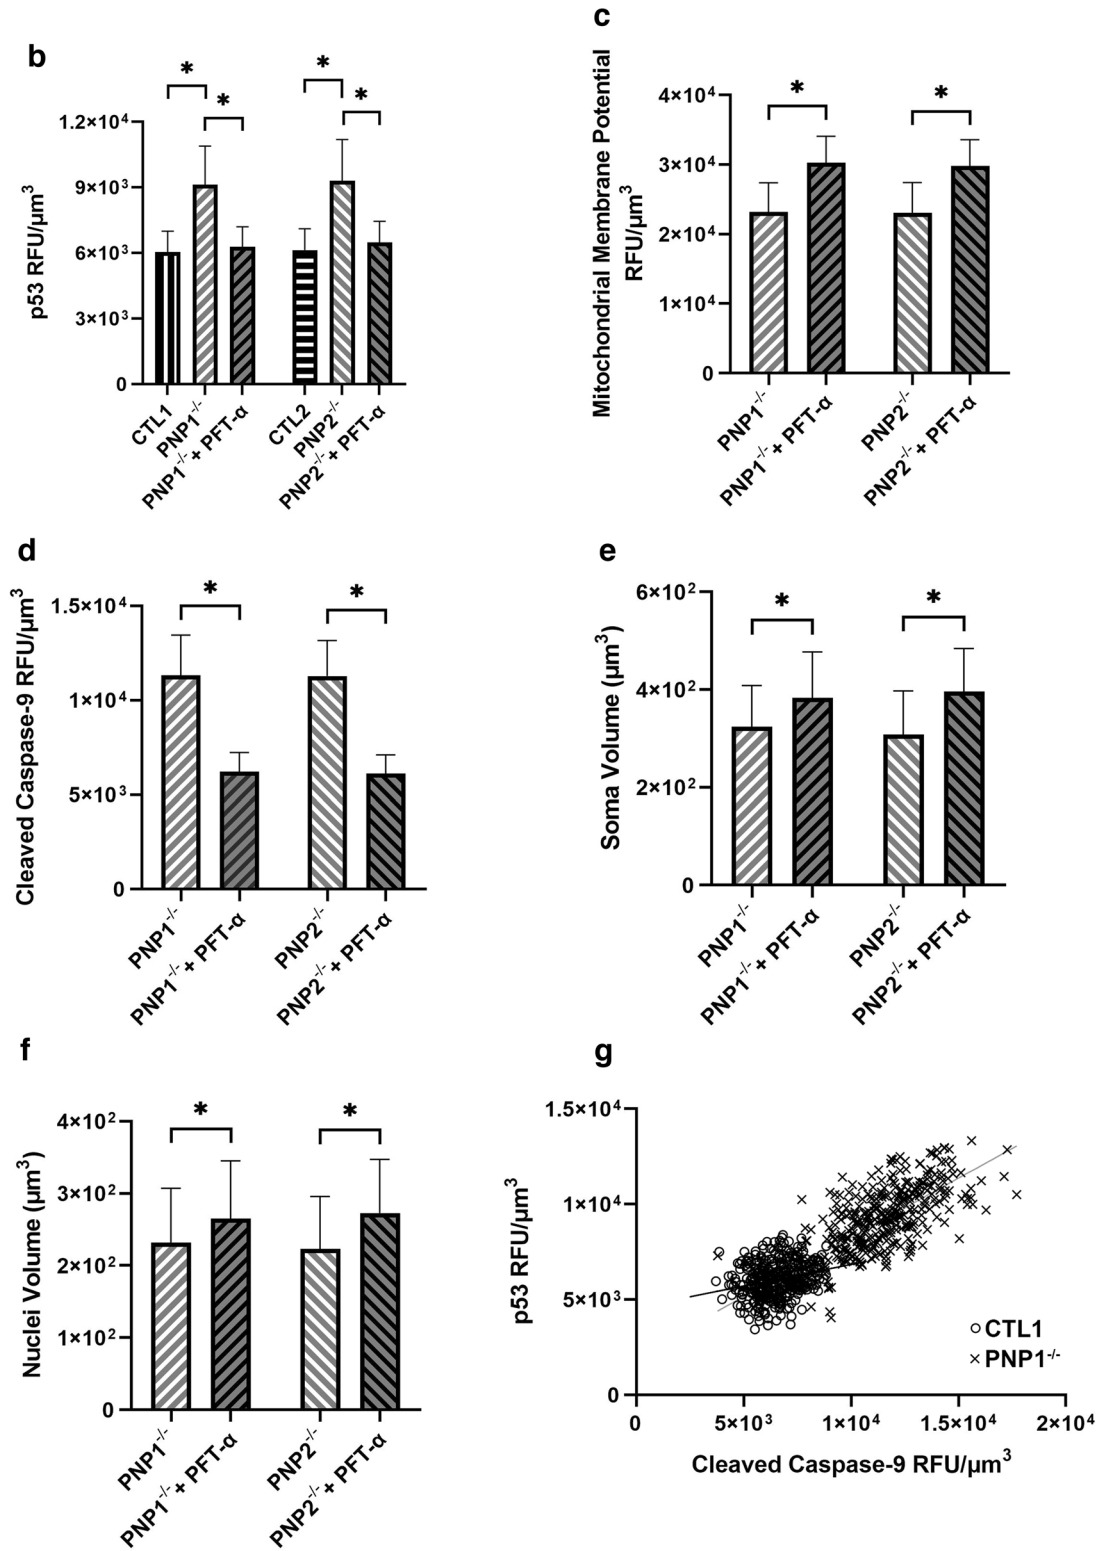 b
*
*
*
*
1.2×10⁴
9×10³
6×10³
3×10³
0
p53 RFU/µm³
CTL1
PNP1⁻/⁻
PNP1⁻/⁻+ PFT-α
CTL2
PNP2⁻/⁻
PNP2⁻/⁻+ PFT-α
c
*
*
4×10⁴
3×10⁴
2×10⁴
1×10⁴
0
Mitochondrial Membrane Potential
RFU/µm³
PNP1⁻/⁻
PNP1⁻/⁻+ PFT-α
PNP2⁻/⁻
PNP2⁻/⁻+ PFT-α
d
*
*
1.5×10⁴
1×10⁴
5×10³
0
Cleaved Caspase-9 RFU/µm³
PNP1⁻/⁻
PNP1⁻/⁻+ PFT-α
PNP2⁻/⁻
PNP2⁻/⁻+ PFT-α
e
*
*
6×10²
4×10²
2×10²
0
Soma Volume (µm³)
PNP1⁻/⁻
PNP1⁻/⁻+ PFT-α
PNP2⁻/⁻
PNP2⁻/⁻+ PFT-α
f
*
*
4×10²
3×10²
2×10²
1×10²
0
Nuclei Volume (µm³)
PNP1⁻/⁻
PNP1⁻/⁻+ PFT-α
PNP2⁻/⁻
PNP2⁻/⁻+ PFT-α
g
1.5×10⁴
1×10⁴
5×10³
0
p53 RFU/µm³
CTL1
PNP1⁻/⁻
0
5×10³
1×10⁴
1.5×10⁴
2×10⁴
Cleaved Caspase-9 RFU/µm³